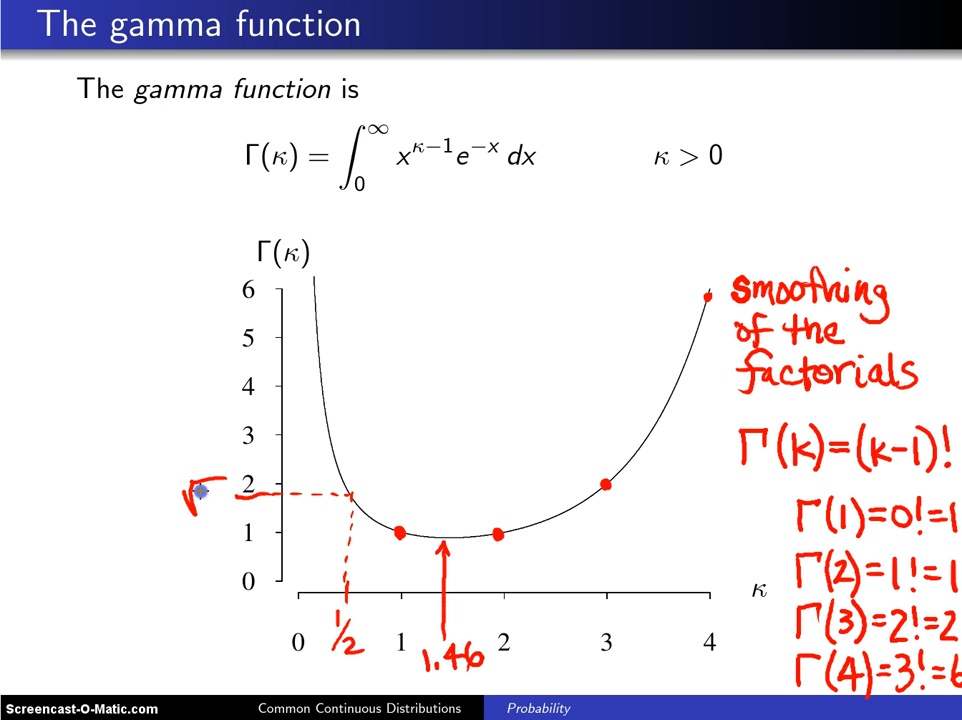 The gamma function
The gamma function is
Γ(κ) = ∫₀^∞ x^{κ−1}e^{−x} dx    κ > 0
Γ(κ)
6
5
4
3
2
1
0
0 1 2 3 4
κ
√
1/2
1.46
smoothing
of the
factorials
Γ(k)=(k-1)!
Γ(1)=0!=1
Γ(2)=1!=1
Γ(3)=2!=2
Γ(4)=3!=6
Screencast-O-Matic.com
Common Continuous Distributions Probability